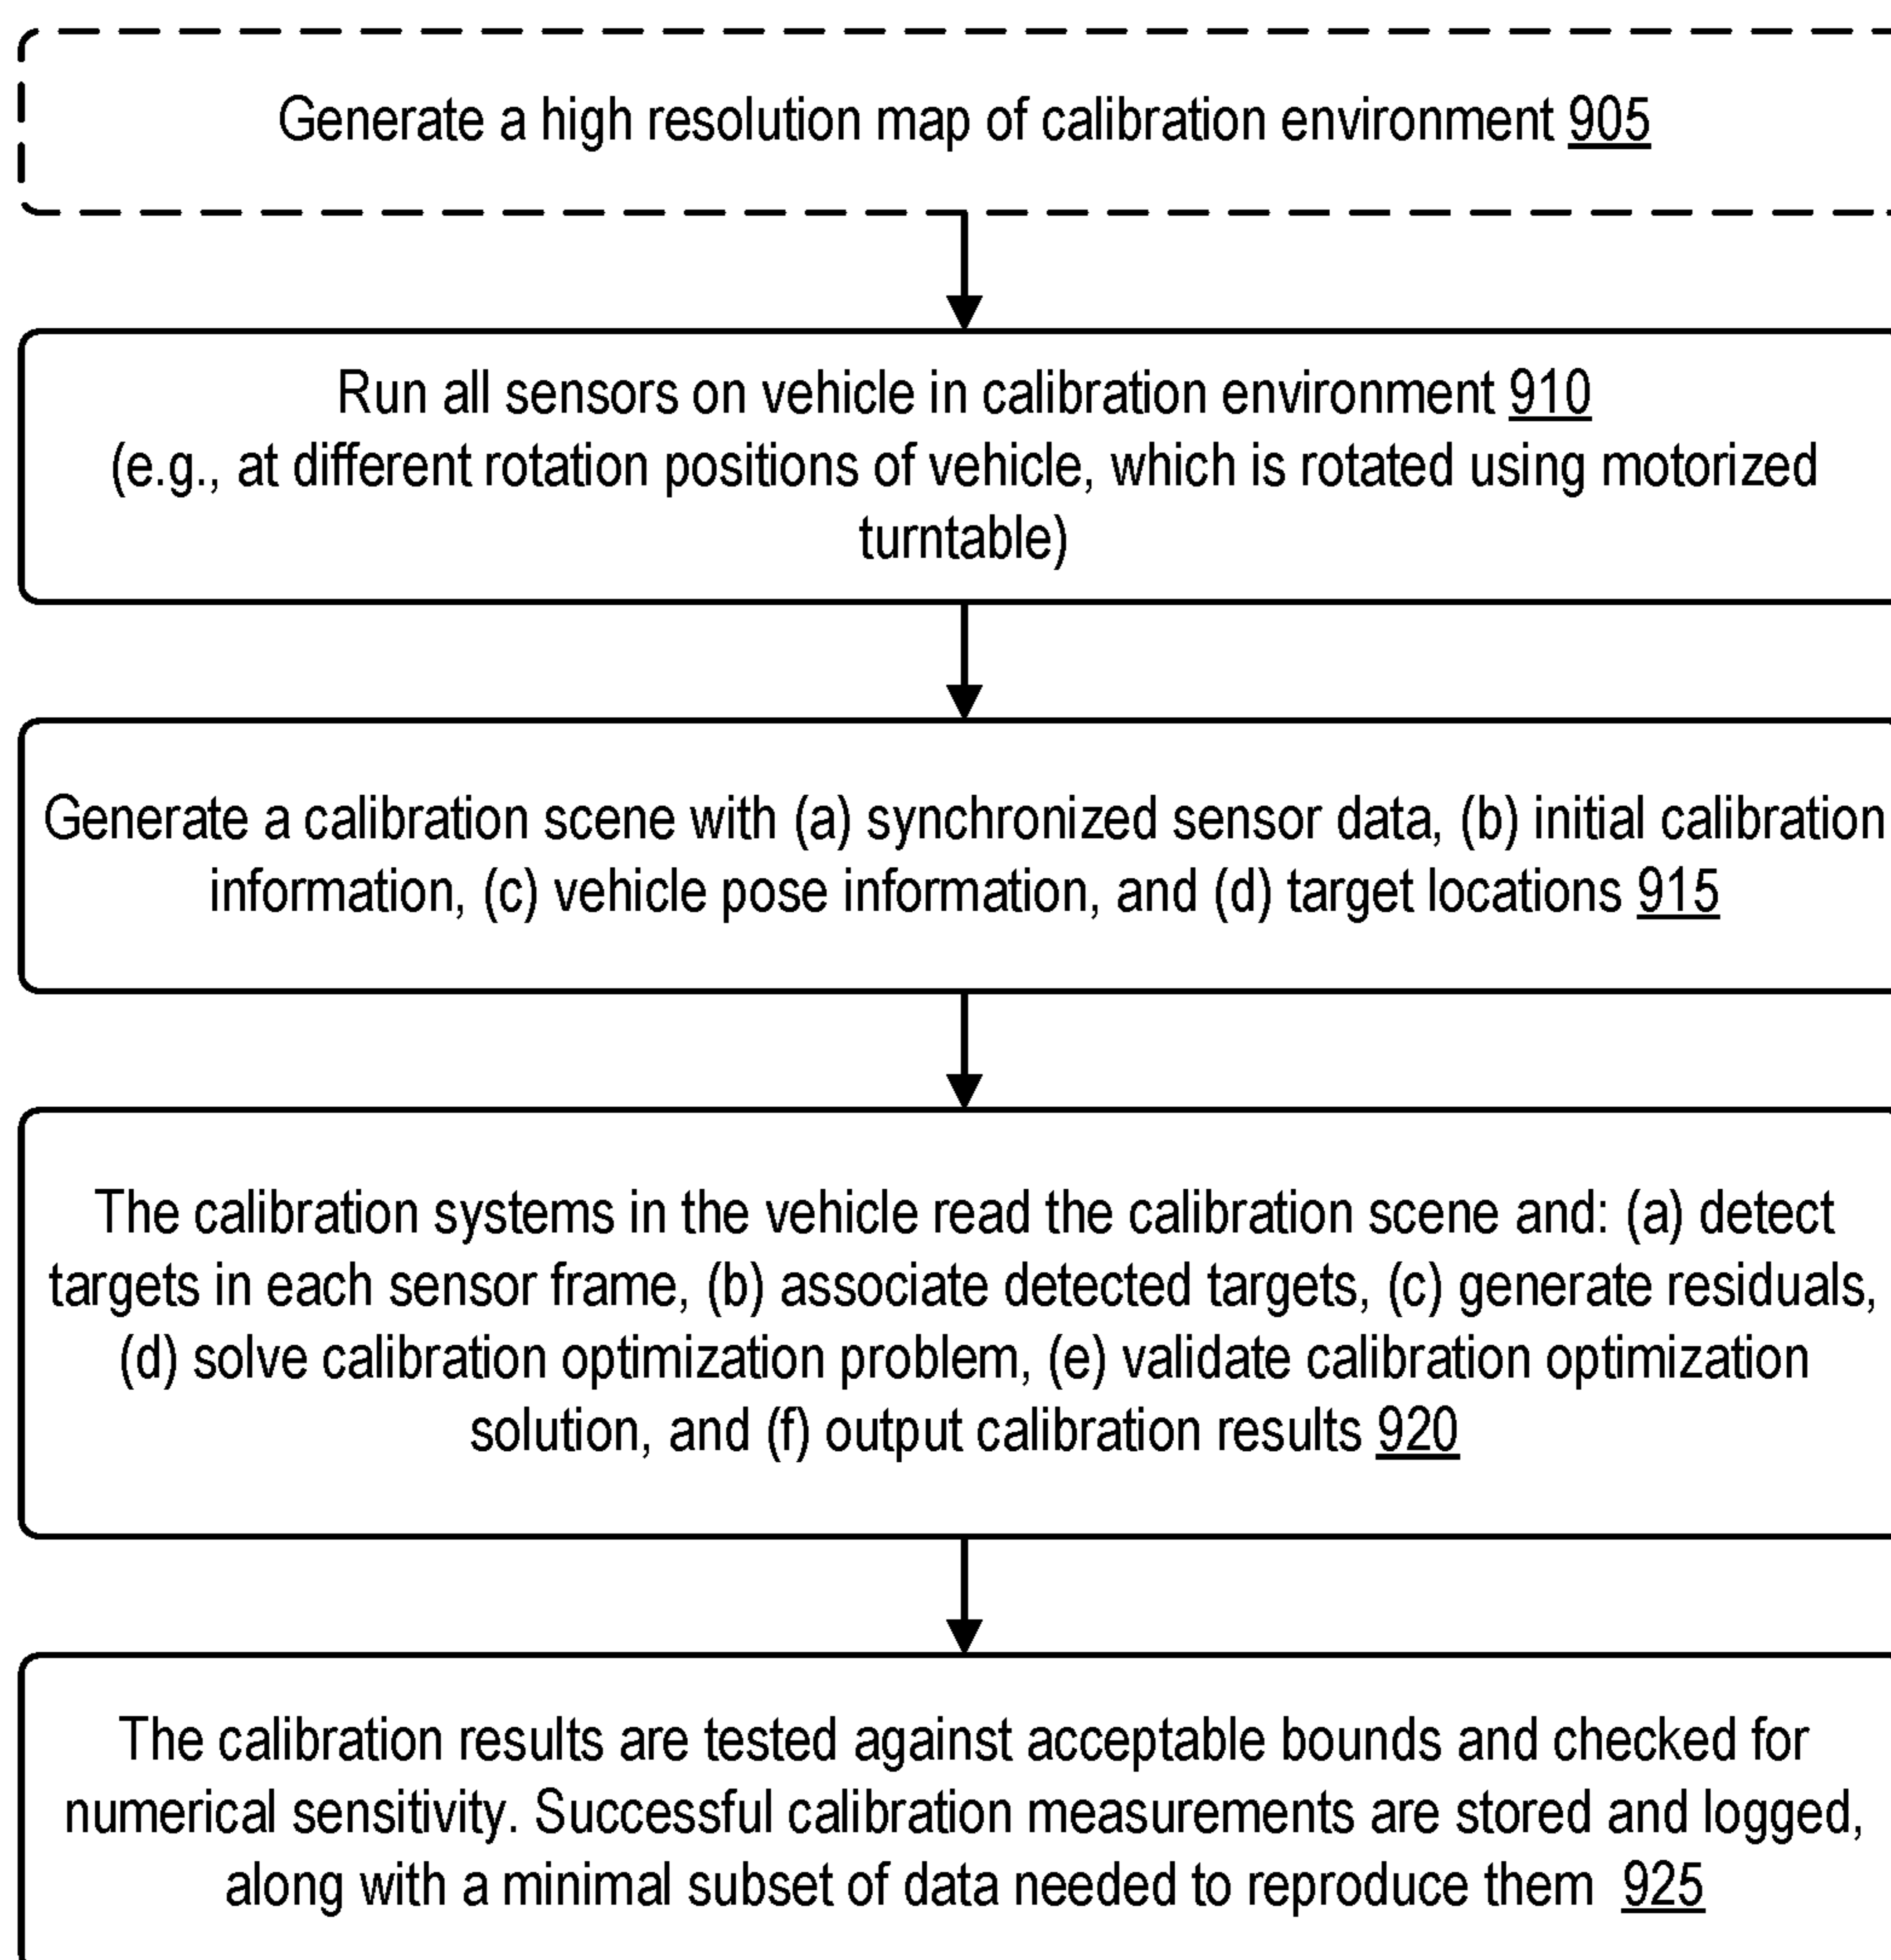 Generate a high resolution map of calibration environment 905
Run all sensors on vehicle in calibration environment 910
(e.g., at different rotation positions of vehicle, which is rotated using motorized
turntable)
Generate a calibration scene with (a) synchronized sensor data, (b) initial calibration
information, (c) vehicle pose information, and (d) target locations 915
The calibration systems in the vehicle read the calibration scene and: (a) detect
targets in each sensor frame, (b) associate detected targets, (c) generate residuals,
(d) solve calibration optimization problem, (e) validate calibration optimization
solution, and (f) output calibration results 920
The calibration results are tested against acceptable bounds and checked for
numerical sensitivity. Successful calibration measurements are stored and logged,
along with a minimal subset of data needed to reproduce them 925